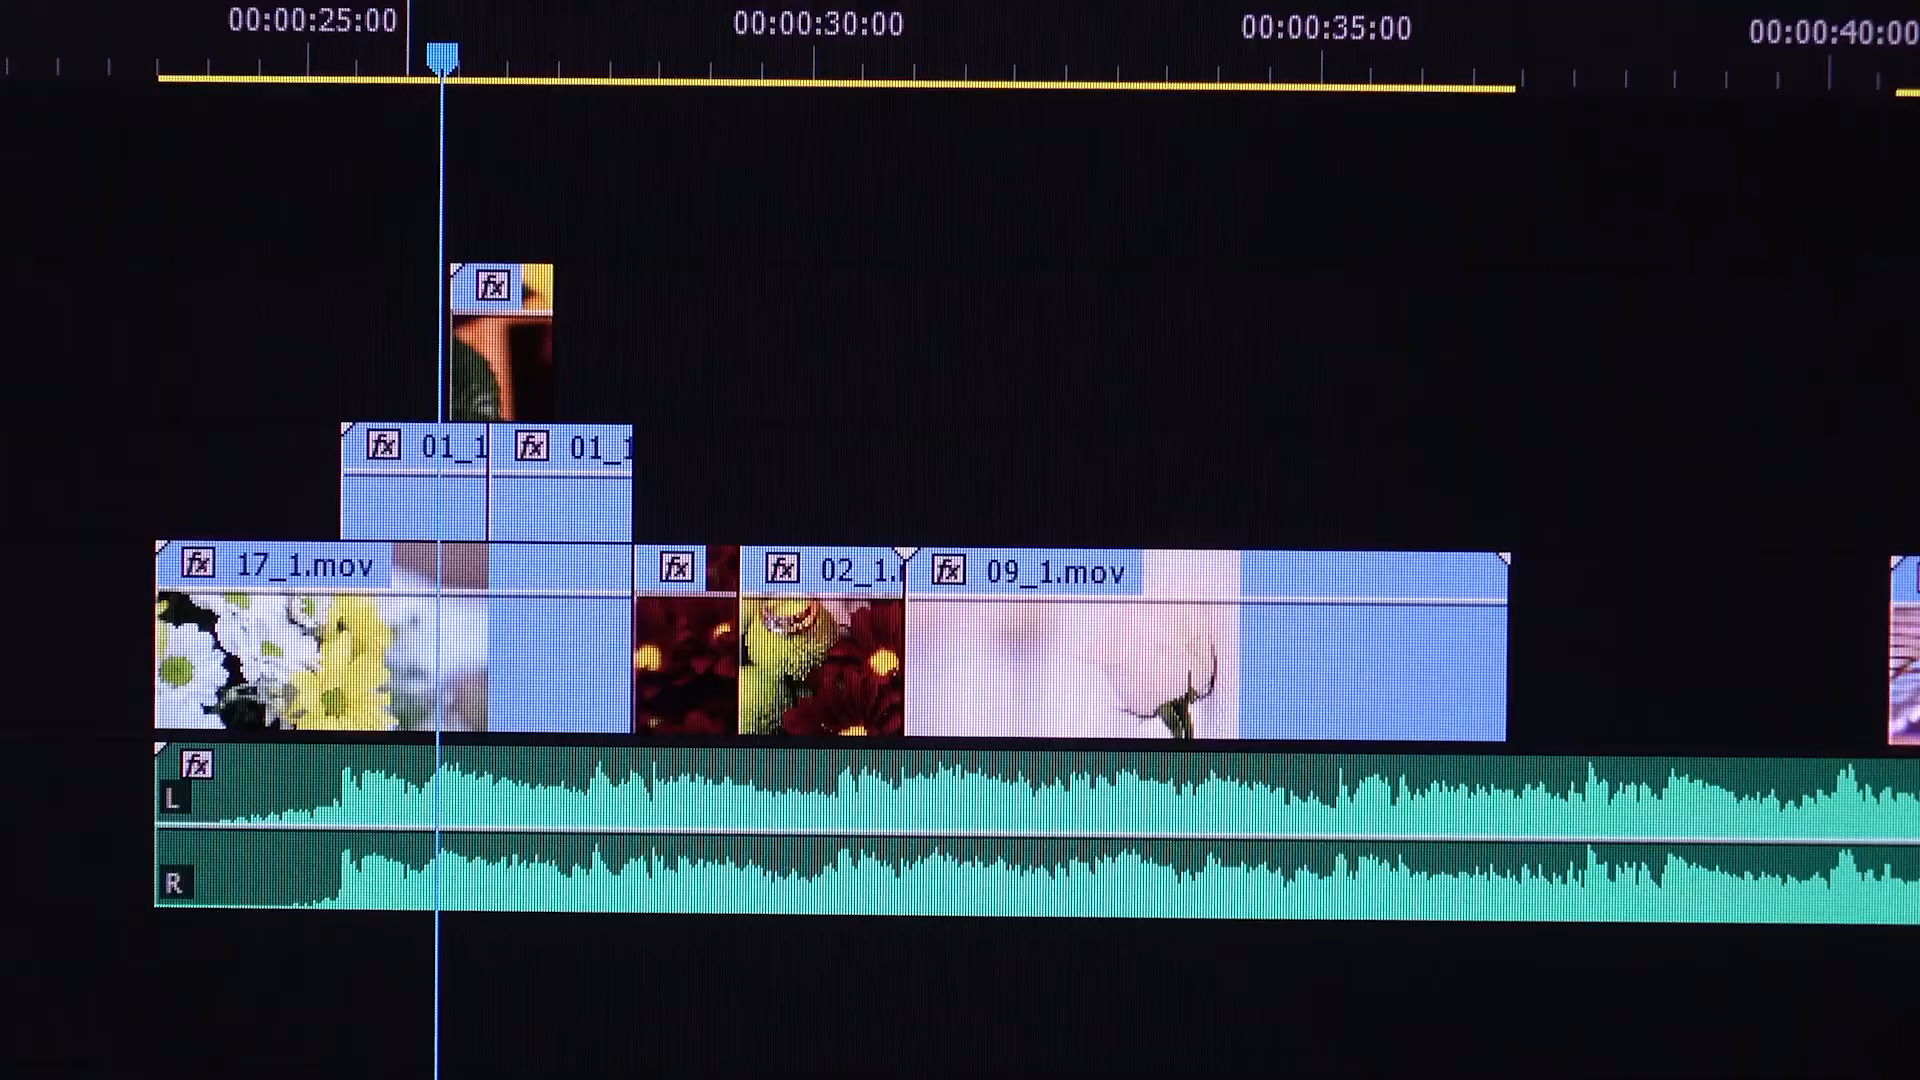 00:00:25:00 00:00:30:00 00:00:35:00 00:00:40:00
fx
fx 01_1 fx 01_1
fx 17_1.mov fx fx 02_1. fx 09_1.mov
fx
L
R